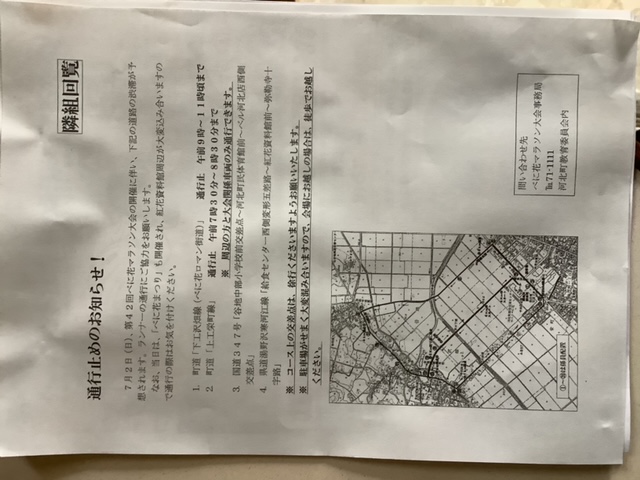 隣組回覧
通行止めのお知らせ！
７月２日（日）、第４２回べに花マラソン大会の開催に伴い、下記の道路の渋滞が予
想されます。ランナーの通行にご協力をお願いします。
なお、当日は、「べに花まつり」も開催され、紅花資料館周辺が大変込み合いますの
で通行の際はお気を付けください。
1. 町道「下工沢畑線（べに花ロマン街道）」 通行止 午前９時～１１時頃まで
2 町道「上工栄町線」 通行止 午前７時３０分～８時３０分まで
※ 周辺の方と大会関係車両のみ通行できます。
3. 国道３４７号「谷地中部小学校前交差点～河北町民体育館前～ベル河北店西側
交差点」
4. 県道湯野沢寒河江線「給食センター西側変形五差路～紅花資料館前～弥勒寺十
字路」
※ コース上の交差点は、徐行くださいますようお願いいたします。
※ 駐車場がせまく大変混み合いますので、会場にお越しの場合は、徒歩でお越し
ください。
①～⑳は係員配置
問い合わせ先
べに花マラソン大会事務局
℡71-1111
河北町教育委員会内